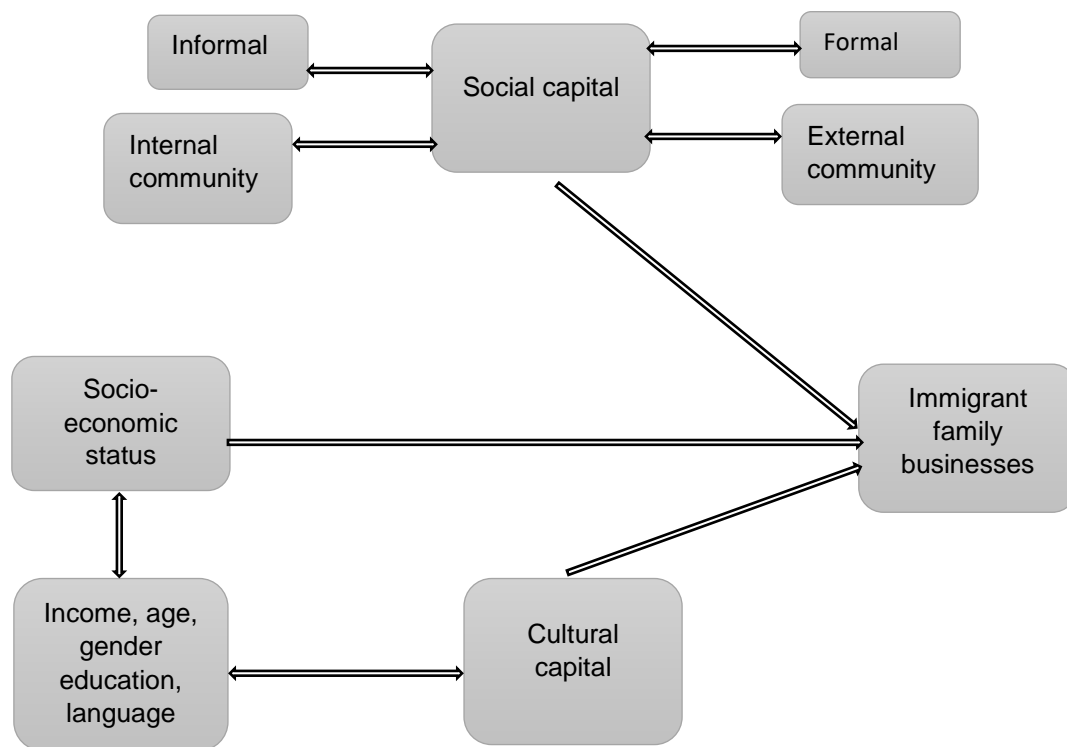 Informal
Social capital
Formal
Internal
community
External
community
Socio-
economic
status
Immigrant
family
businesses
Income, age,
gender
education,
language
Cultural
capital